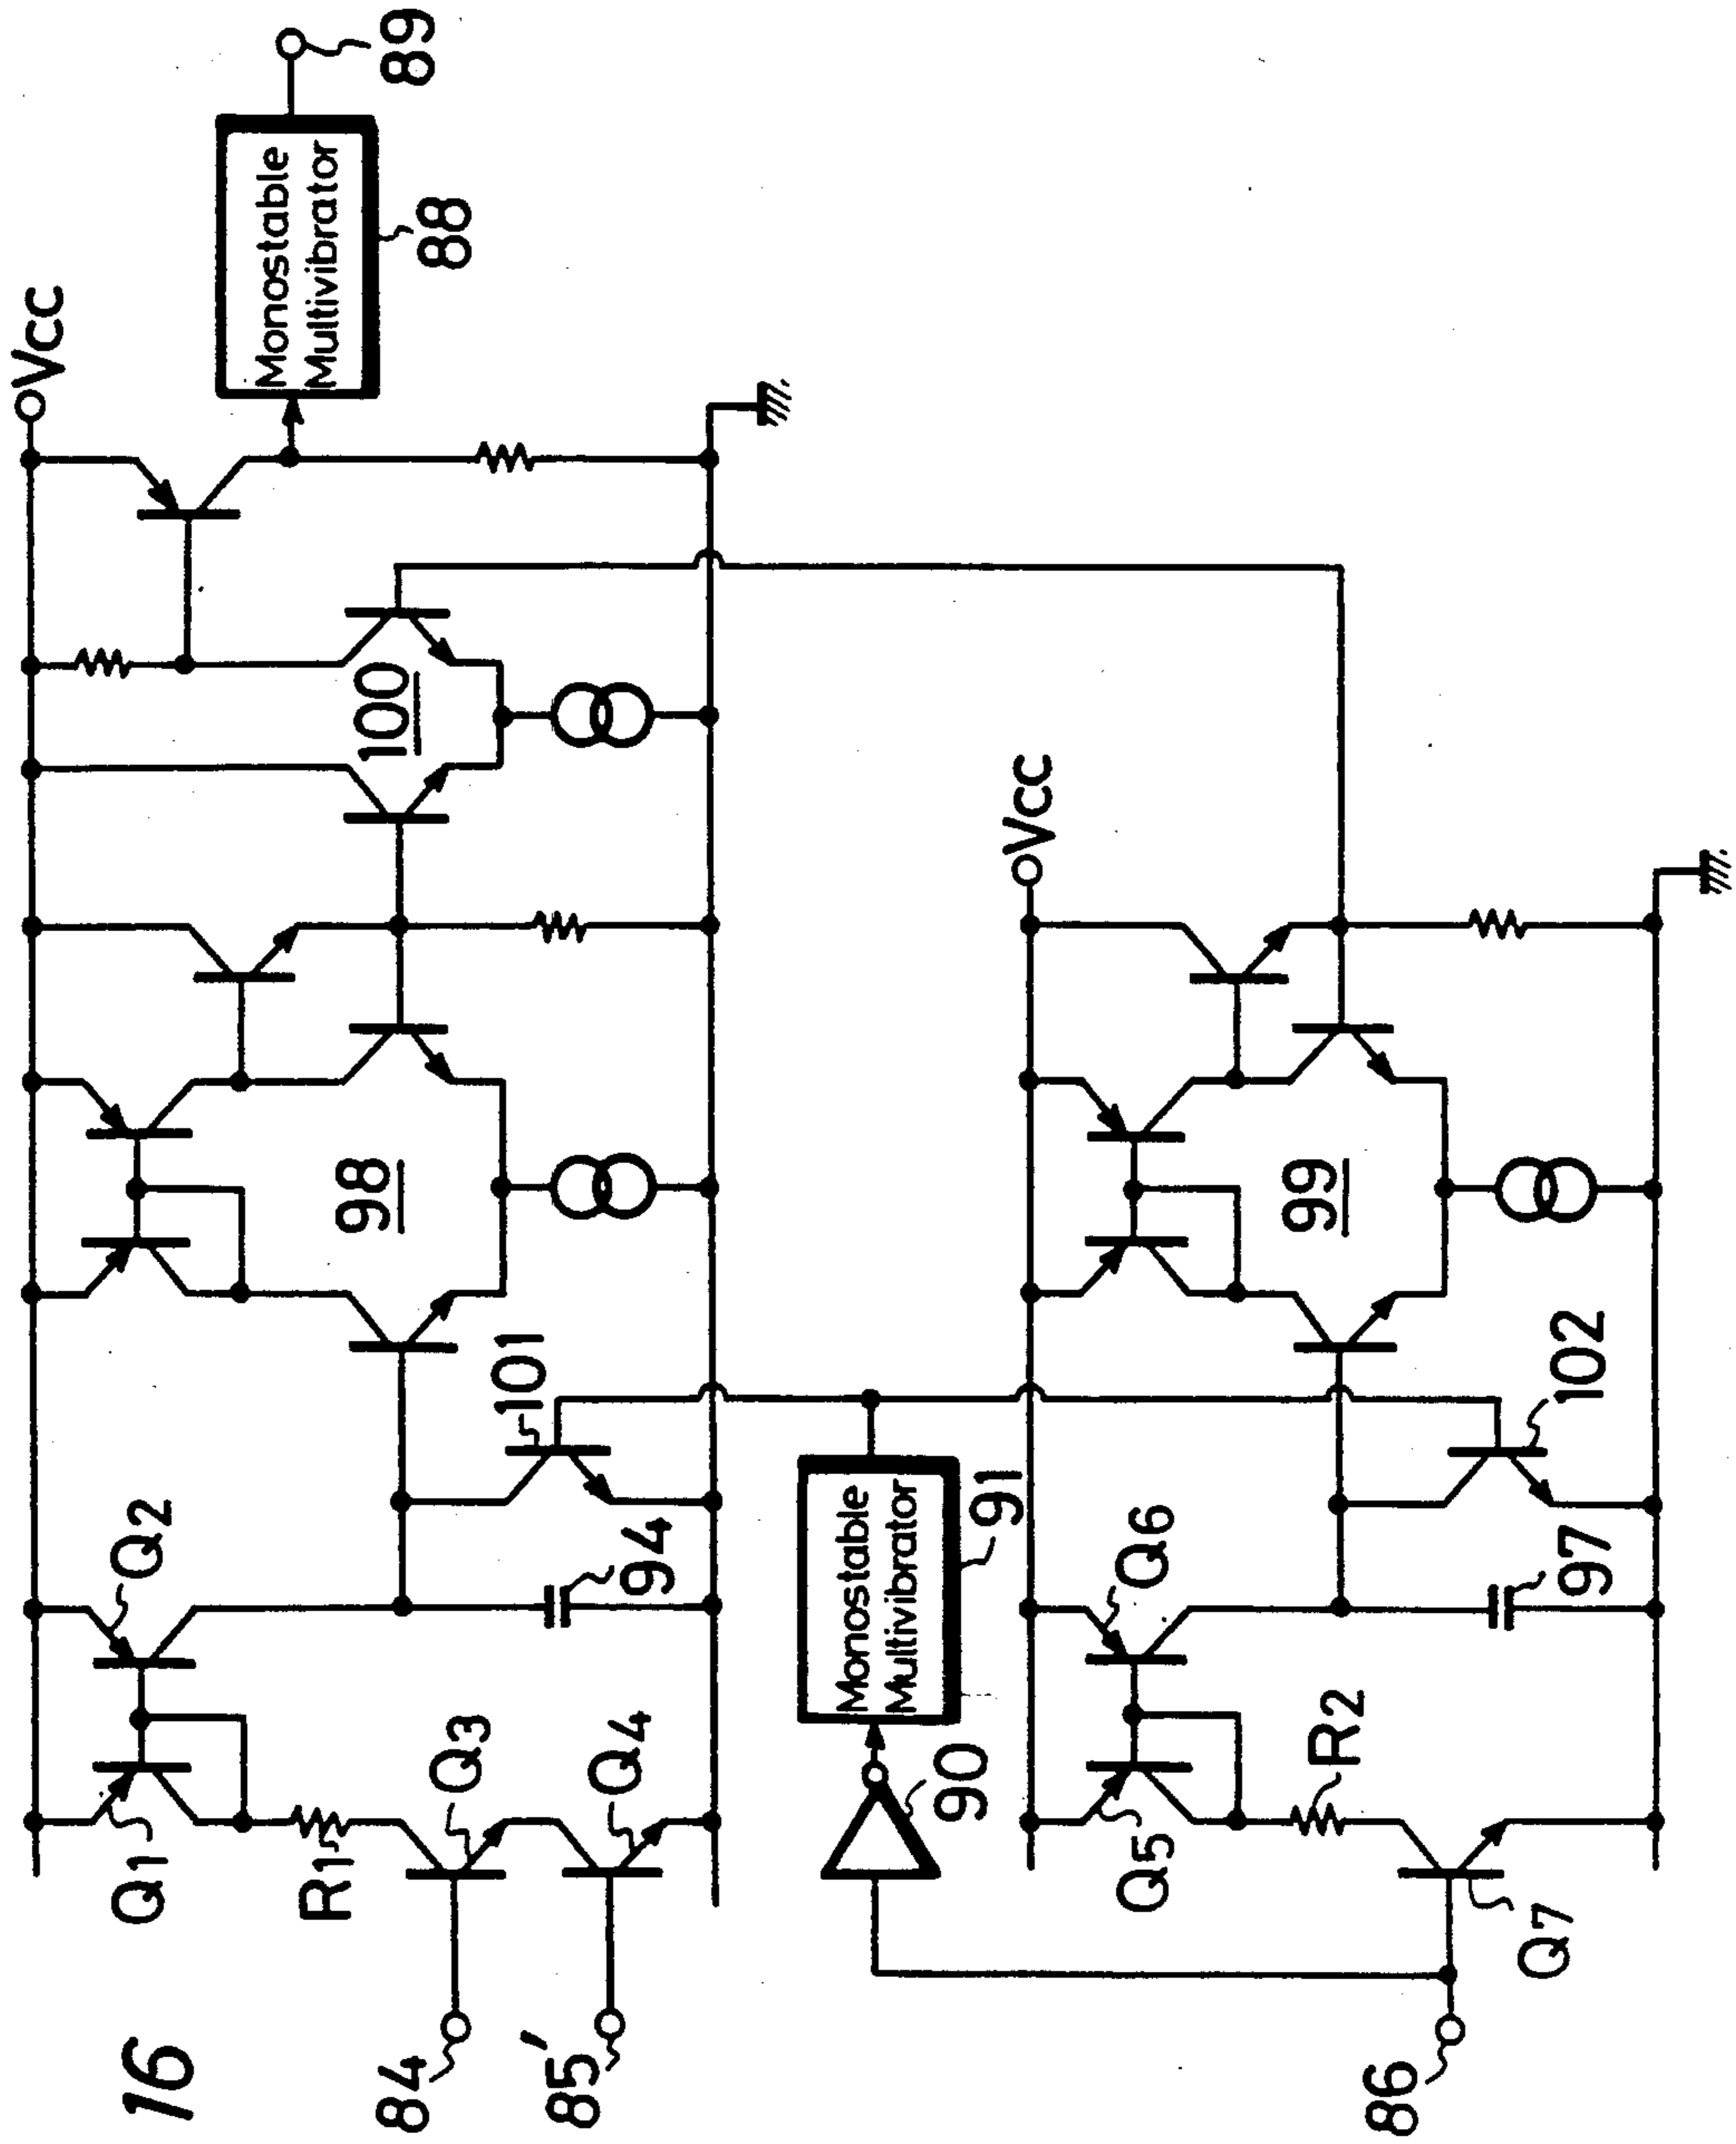 16
Vcc
Q1
Q2
98
100
Monostable
Multivibrator
89
88
R1
Q3
Q4
94
101
84
85'
Monostable
Multivibrator
91
90
Vcc
Q5
Q6
R2
99
97
102
Q7
86